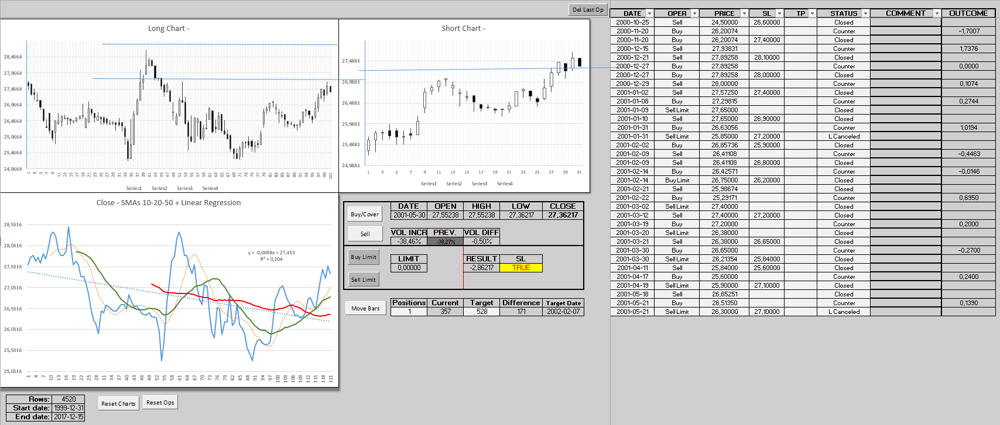 Del Last Op
Long Chart -
28,4664
27,9664
27,4664
26,9664
26,4664
25,9664
25,4664
24,9664
1 3 5 7 9 11 13 15 17 19 21 23 25 27 29 31 33 35 37 39 41 43 45 47 49 51 53 55 57 59 61 63 65 67 69 71 73 75 77 79 81 83 85 87 89 91 93 95 97 99 101
Series1 Series2 Series3 Series4
Short Chart -
27,4881
26,9881
26,4881
25,9881
25,4881
24,9881
1 3 5 7 9 11 13 15 17 19 21 23 25 27 29 31
Series1 Series2 Series3 Series4
Close - SMAs 10-20-50 + Linear Regression
y = -0,0098x + 27,413
R² = 0,204
28,5316
28,0316
27,5316
27,0316
26,5316
26,0316
25,5316
25,0316
1 4 7 10 13 16 19 22 25 28 31 34 37 40 43 46 49 52 55 58 61 64 67 70 73 76 79 82 85 88 91 94 97 100 103 106 109 112 115 118 121
Buy/Cover
Sell
Buy Limit
Sell Limit
Move Bars
DATE OPEN HIGH LOW CLOSE
2001-05-30 27,55238 27,55238 27,36217 27,36217
VOL INCR PREV. VOL DIFF
-38,46% -38,27% -0,50%
LIMIT RESULT SL
0,00000 -2,86217 TRUE
Positions Current Target Difference Target Date
1 357 528 171 2002-02-07
Rows: 4520
Start date: 1999-12-31
End date: 2017-12-15
Reset Charts
Reset Ops
DATE OPER PRICE SL TP STATUS COMMENT OUTCOME
2000-10-25 Sell 24,50000 26,60000 Closed
2000-11-20 Buy 26,20074 Counter -1,7007
2000-11-20 Buy 26,20074 27,40000 Closed
2000-12-15 Sell 27,93831 Counter 1,7376
2000-12-21 Sell 27,89258 28,10000 Closed
2000-12-27 Buy 27,89258 Counter 0,0000
2000-12-27 Buy 27,89258 28,00000 Closed
2000-12-29 Sell 28,00000 Counter 0,1074
2001-01-02 Sell 27,57250 27,40000 Closed
2001-01-08 Buy 27,29815 Counter 0,2744
2001-01-09 Sell Limit 27,65000 Closed
2001-01-10 Sell 27,65000 26,90000 Closed
2001-01-31 Buy 26,63056 Counter 1,0194
2001-01-31 Sell Limit 25,85000 27,20000 L Canceled
2001-02-02 Buy 26,85736 25,90000 Closed
2001-02-09 Sell 26,41108 Counter -0,4463
2001-02-09 Sell 26,41108 26,80000 Closed
2001-02-14 Buy 26,42571 Counter -0,0146
2001-02-14 Buy Limit 26,75000 26,20000 Closed
2001-02-21 Sell 25,98674 Closed
2001-02-22 Buy 25,29171 Counter 0,6950
2001-03-02 Sell Limit 27,40000 Closed
2001-03-12 Sell 27,40000 27,20000 Closed
2001-03-19 Buy 27,20000 Counter 0,2000
2001-03-20 Sell Limit 26,38000 Closed
2001-03-21 Sell 26,38000 26,65000 Closed
2001-03-30 Buy 26,65000 Counter -0,2700
2001-03-30 Sell Limit 26,21354 25,84000 Closed
2001-04-11 Sell 25,84000 25,60000 Closed
2001-04-17 Buy 25,60000 Counter 0,2400
2001-04-19 Sell Limit 25,90000 27,10000 Closed
2001-05-18 Sell 26,65251 Closed
2001-05-21 Buy 26,51350 Counter 0,1390
2001-05-21 Sell Limit 26,30000 27,10000 L Canceled